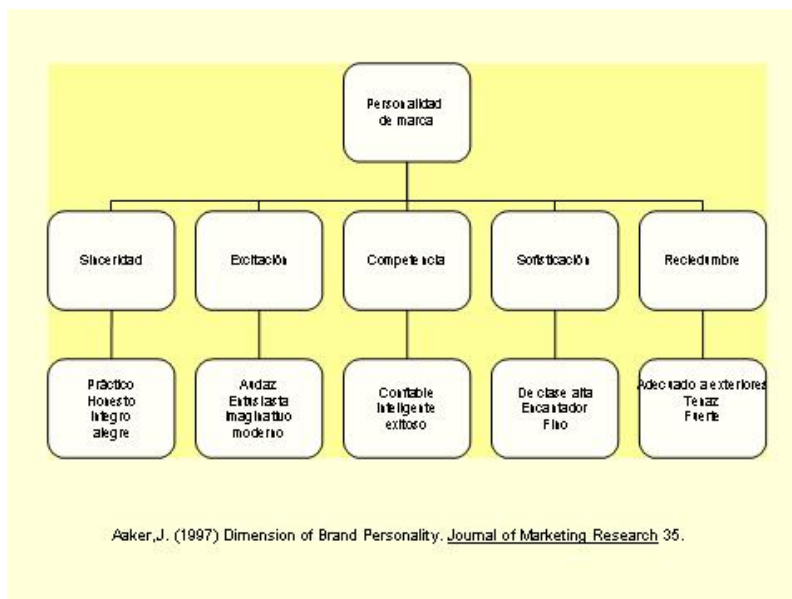 Personalidad
de marca
Sinceridad
Excitación
Competencia
Sofisticación
Reciedumbre
Práctico
Honesto
Integro
alegre
Audaz
Entusiasta
Imaginativo
moderno
Confiable
Inteligente
exitoso
De clase alta
Encantador
Fino
Adecuado a exteriores
Tenaz
Fuerte
Aaker,J. (1997) Dimension of Brand Personality. Journal of Marketing Research 35.